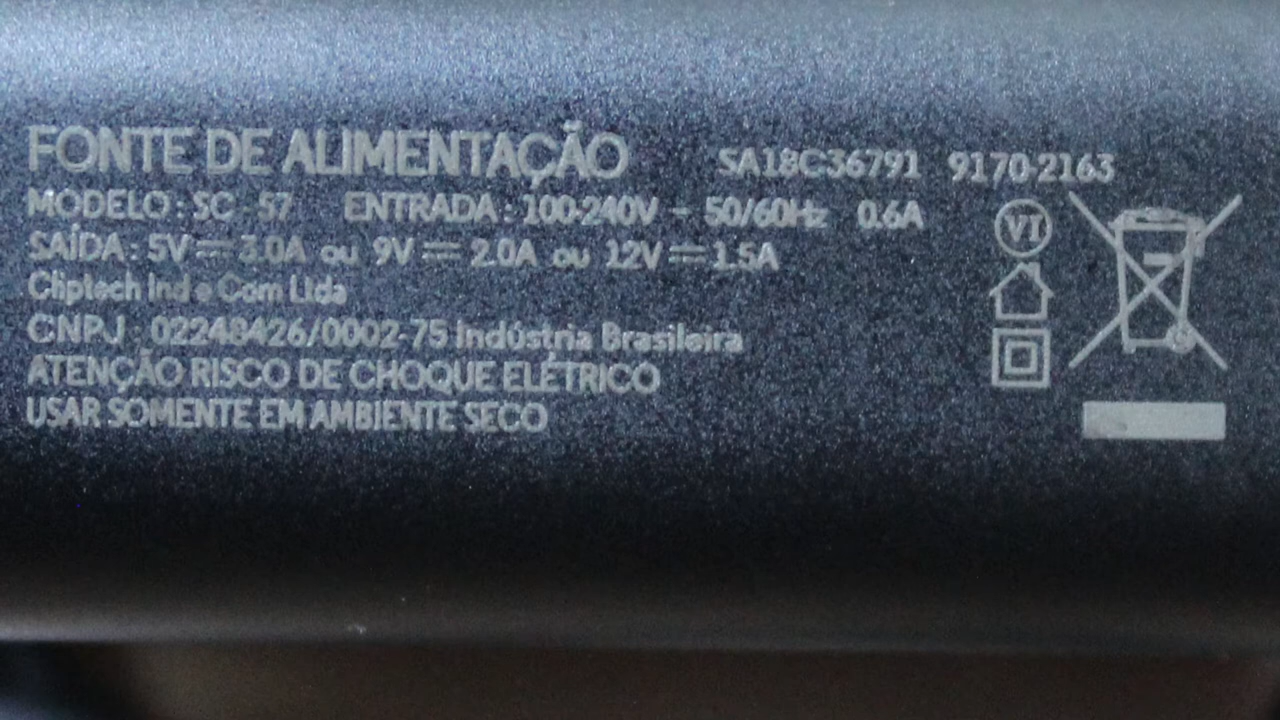 FONTE DE ALIMENTAÇÃO SA18C36791 9170-2163
MODELO: SC - 57 ENTRADA: 100-240V ~ 50/60Hz 0.6A
SAÍDA: 5V⎓3.0A ou 9V⎓2.0A ou 12V⎓1.5A
VI
Cliptech Ind e Com Ltda
CNPJ: 02248426/0002-75 Indústria Brasileira
ATENÇÃO RISCO DE CHOQUE ELÉTRICO
USAR SOMENTE EM AMBIENTE SECO